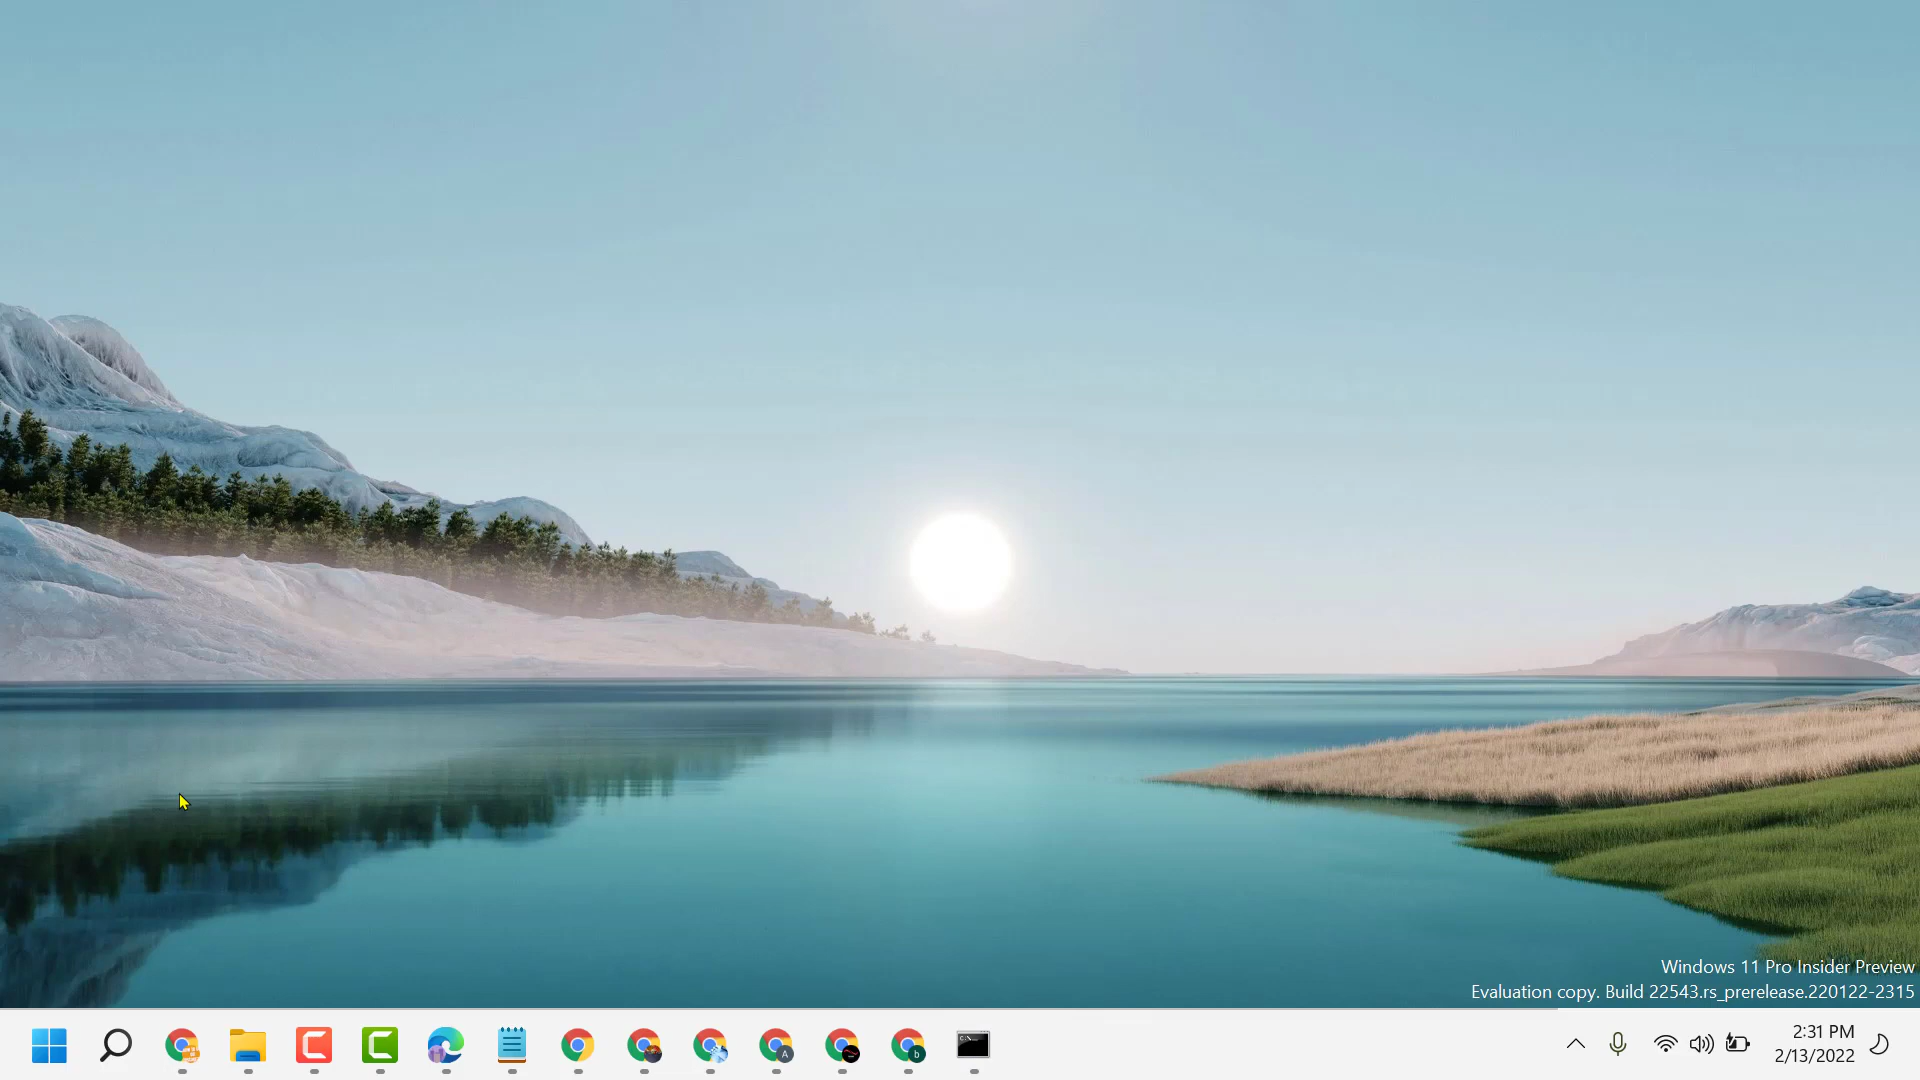 Windows 11 Pro Insider Preview
Evaluation copy. Build 22543.rs_prerelease.220122-2315
A
b
2:31 PM
2/13/2022